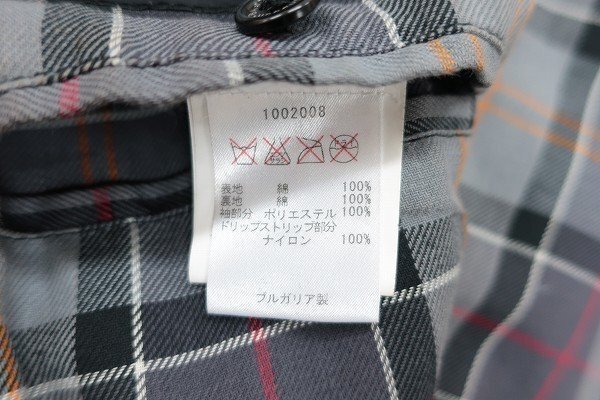 1002008
表地 綿 100%
裏地 綿 100%
袖部分 ポリエステル 100%
ドリップストリップ部分
ナイロン 100%
ブルガリア製